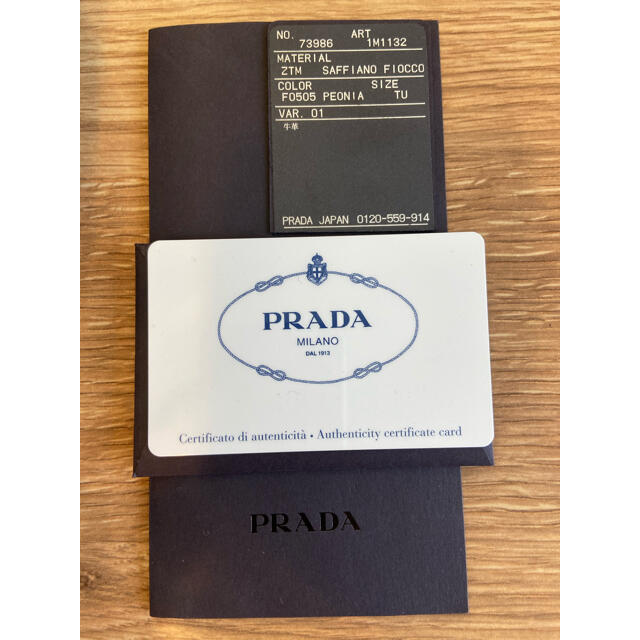 NO. ART
73986 1M1132
MATERIAL
ZTM SAFFIANO FIOCCO
COLOR SIZE
F0505 PEONIA TU
VAR. 01
牛革
PRADA JAPAN 0120-559-914
PRADA
MILANO
DAL 1913
Certificato di autenticità • Authenticity certificate card
PRADA